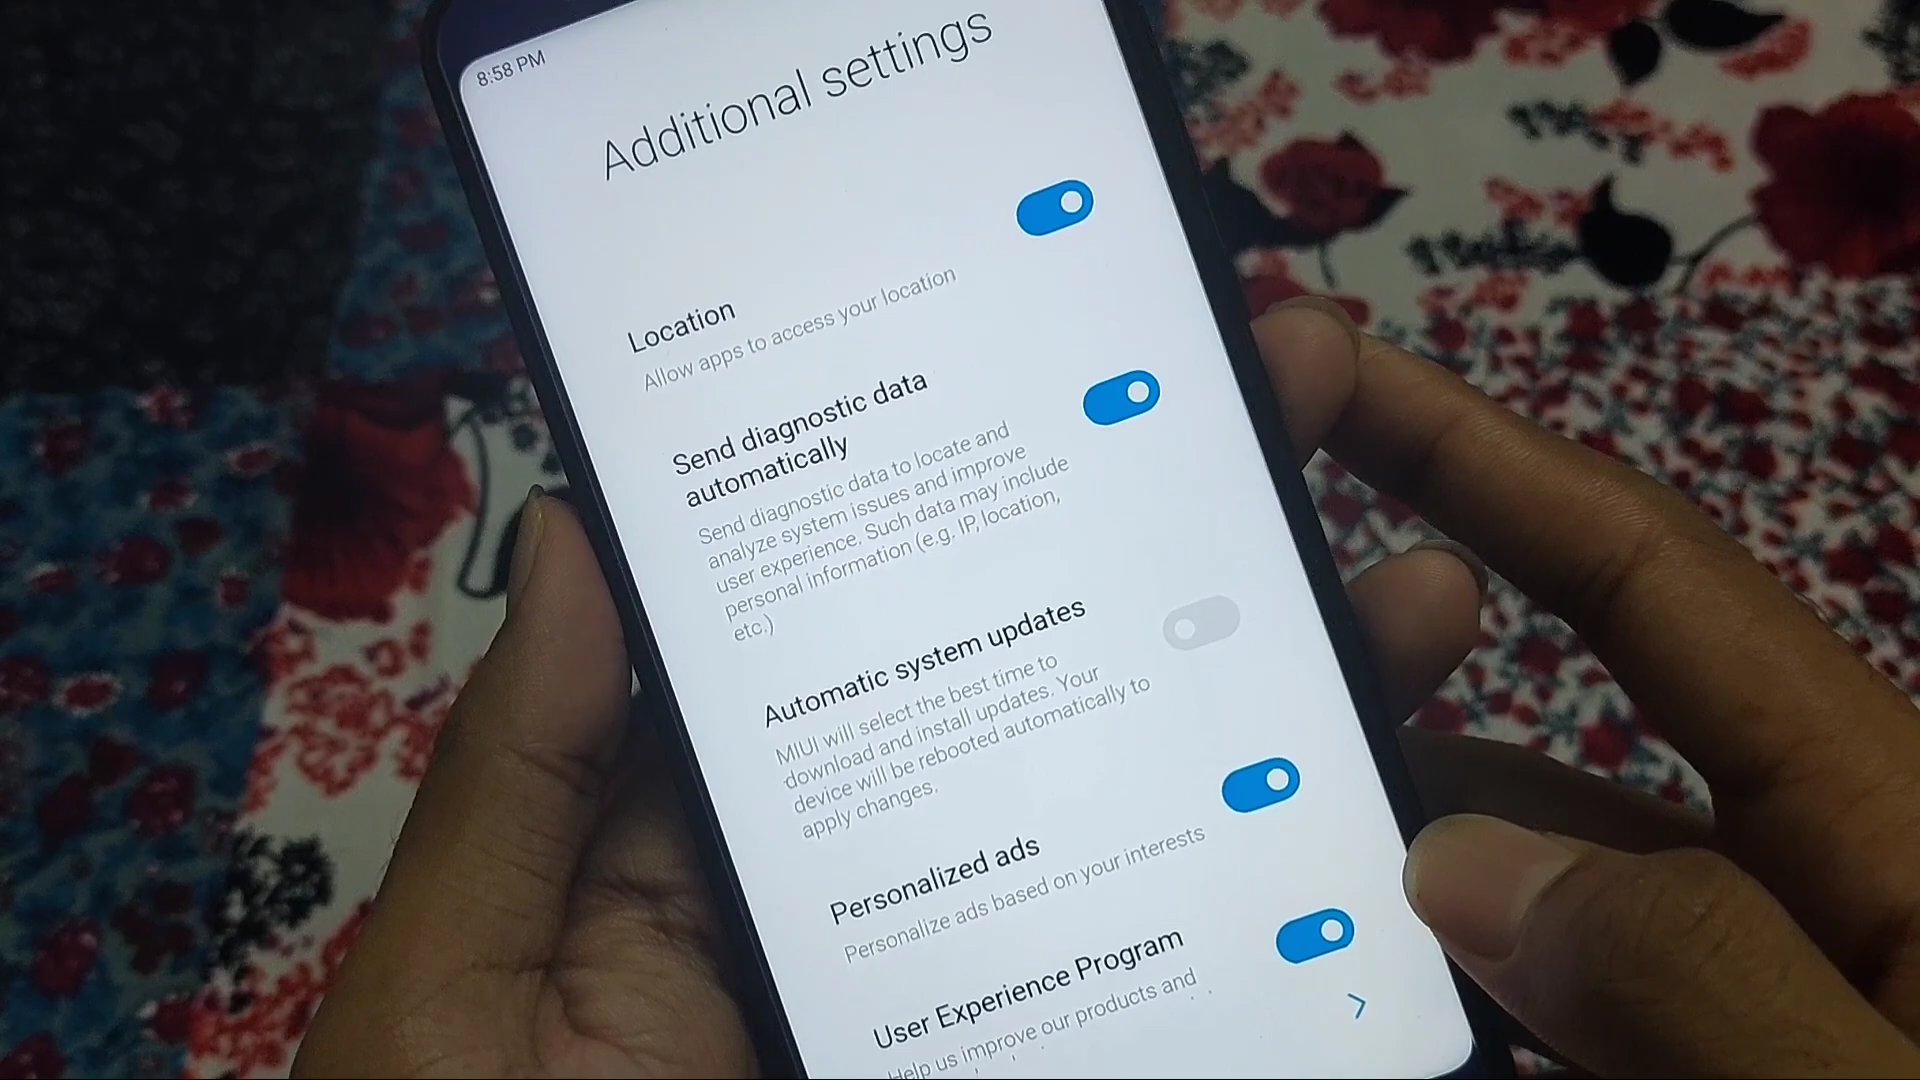 8:58 PM
Additional settings
Location
Allow apps to access your location
Send diagnostic data
automatically
Send diagnostic data to locate and
analyze system issues and improve
user experience. Such data may include
personal information (e.g. IP, location,
etc.)
Automatic system updates
MIUI will select the best time to
download and install updates. Your
device will be rebooted automatically to
apply changes.
Personalized ads
Personalize ads based on your interests
User Experience Program
Help us improve our products and